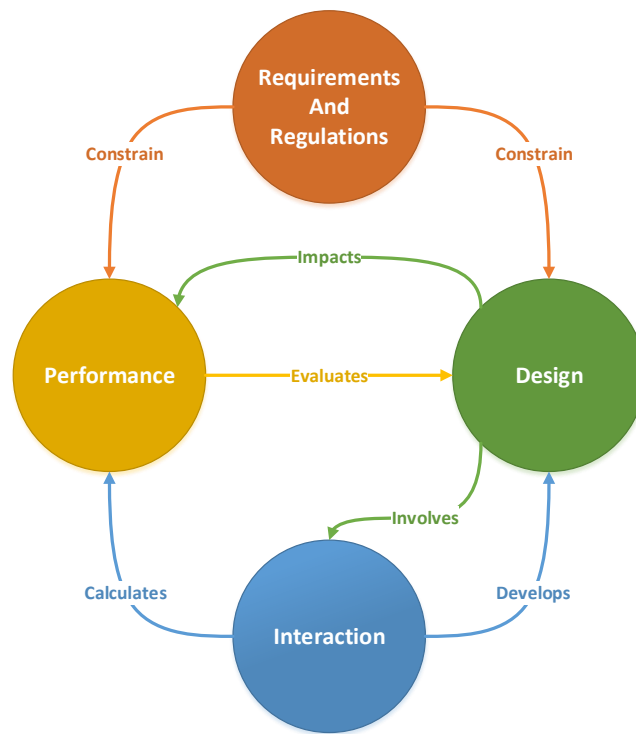 Requirements
And
Regulations
Constrain
Constrain
Impacts
Performance
Evaluates
Design
Involves
Calculates
Develops
Interaction